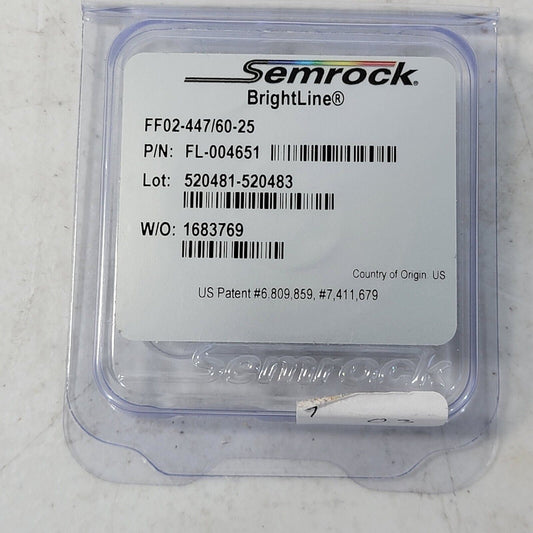 Semrock®
BrightLine®
FF02-447/60-25
P/N: FL-004651
Lot: 520481-520483
W/O: 1683769
Country of Origin: US
US Patent #6,809,859, #7,411,679
Semrock